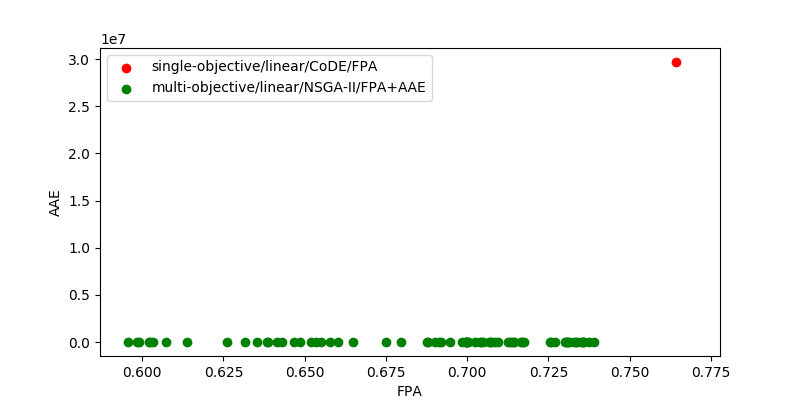 1e7
3.0
2.5
2.0
1.5
1.0
0.5
0.0
AAE
single-objective/linear/CoDE/FPA
multi-objective/linear/NSGA-II/FPA+AAE
0.600 0.625 0.650 0.675 0.700 0.725 0.750 0.775
FPA